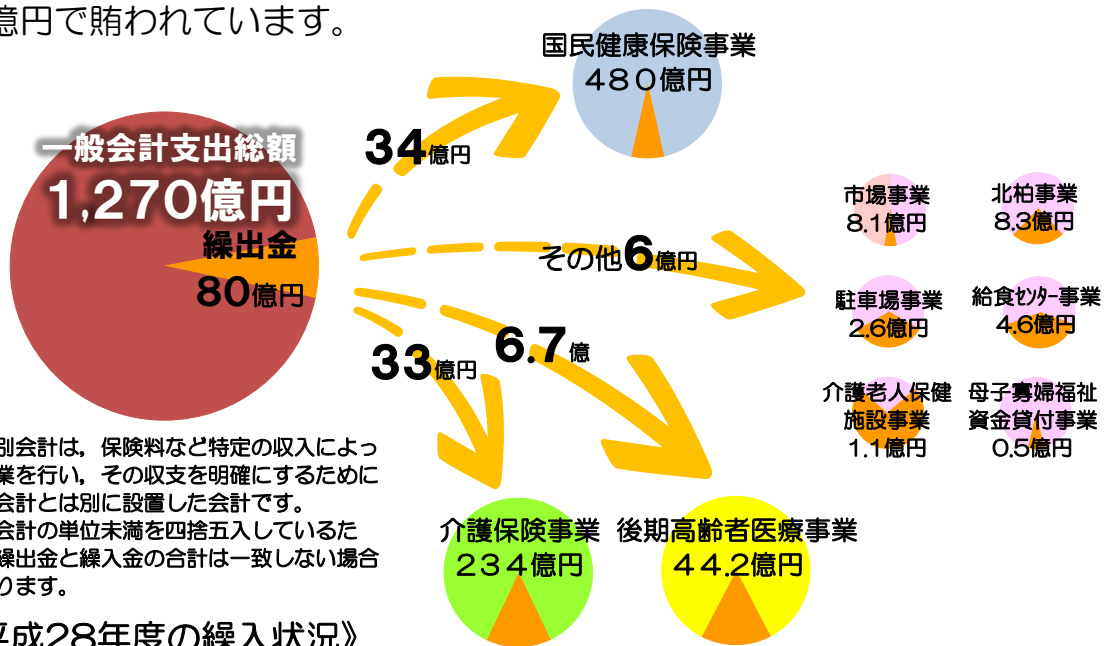 億円で賄われています。
国民健康保険事業
480億円
一般会計支出総額
1,270億円
繰出金
80億円
34億円
その他6億円
6.7億
33億円
市場事業
8.1億円
北柏事業
8.3億円
駐車場事業
2.6億円
給食ｾﾝﾀｰ事業
4.6億円
介護老人保健
施設事業
1.1億円
母子寡婦福祉
資金貸付事業
0.5億円
別会計は，保険料など特定の収入によっ
業を行い，その収支を明確にするために
会計とは別に設置した会計です。
会計の単位未満を四捨五入しているた
繰出金と繰入金の合計は一致しない場合
ります。
介護保険事業
234億円
後期高齢者医療事業
44.2億円
平成28年度の繰入状況》